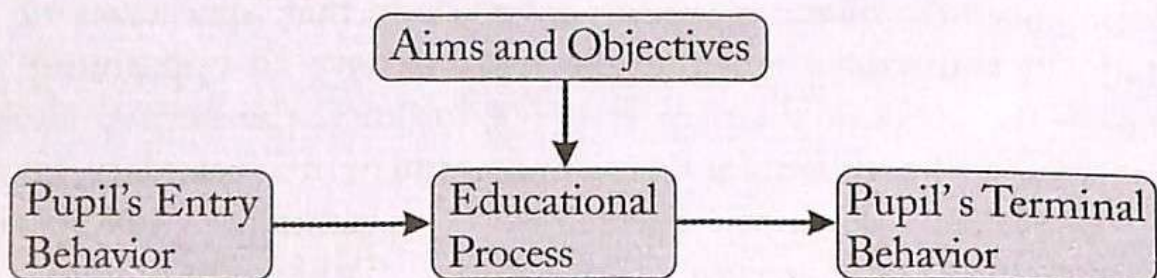 Aims and Objectives
Pupil's Entry
Behavior
Educational
Process
Pupil' s Terminal
Behavior